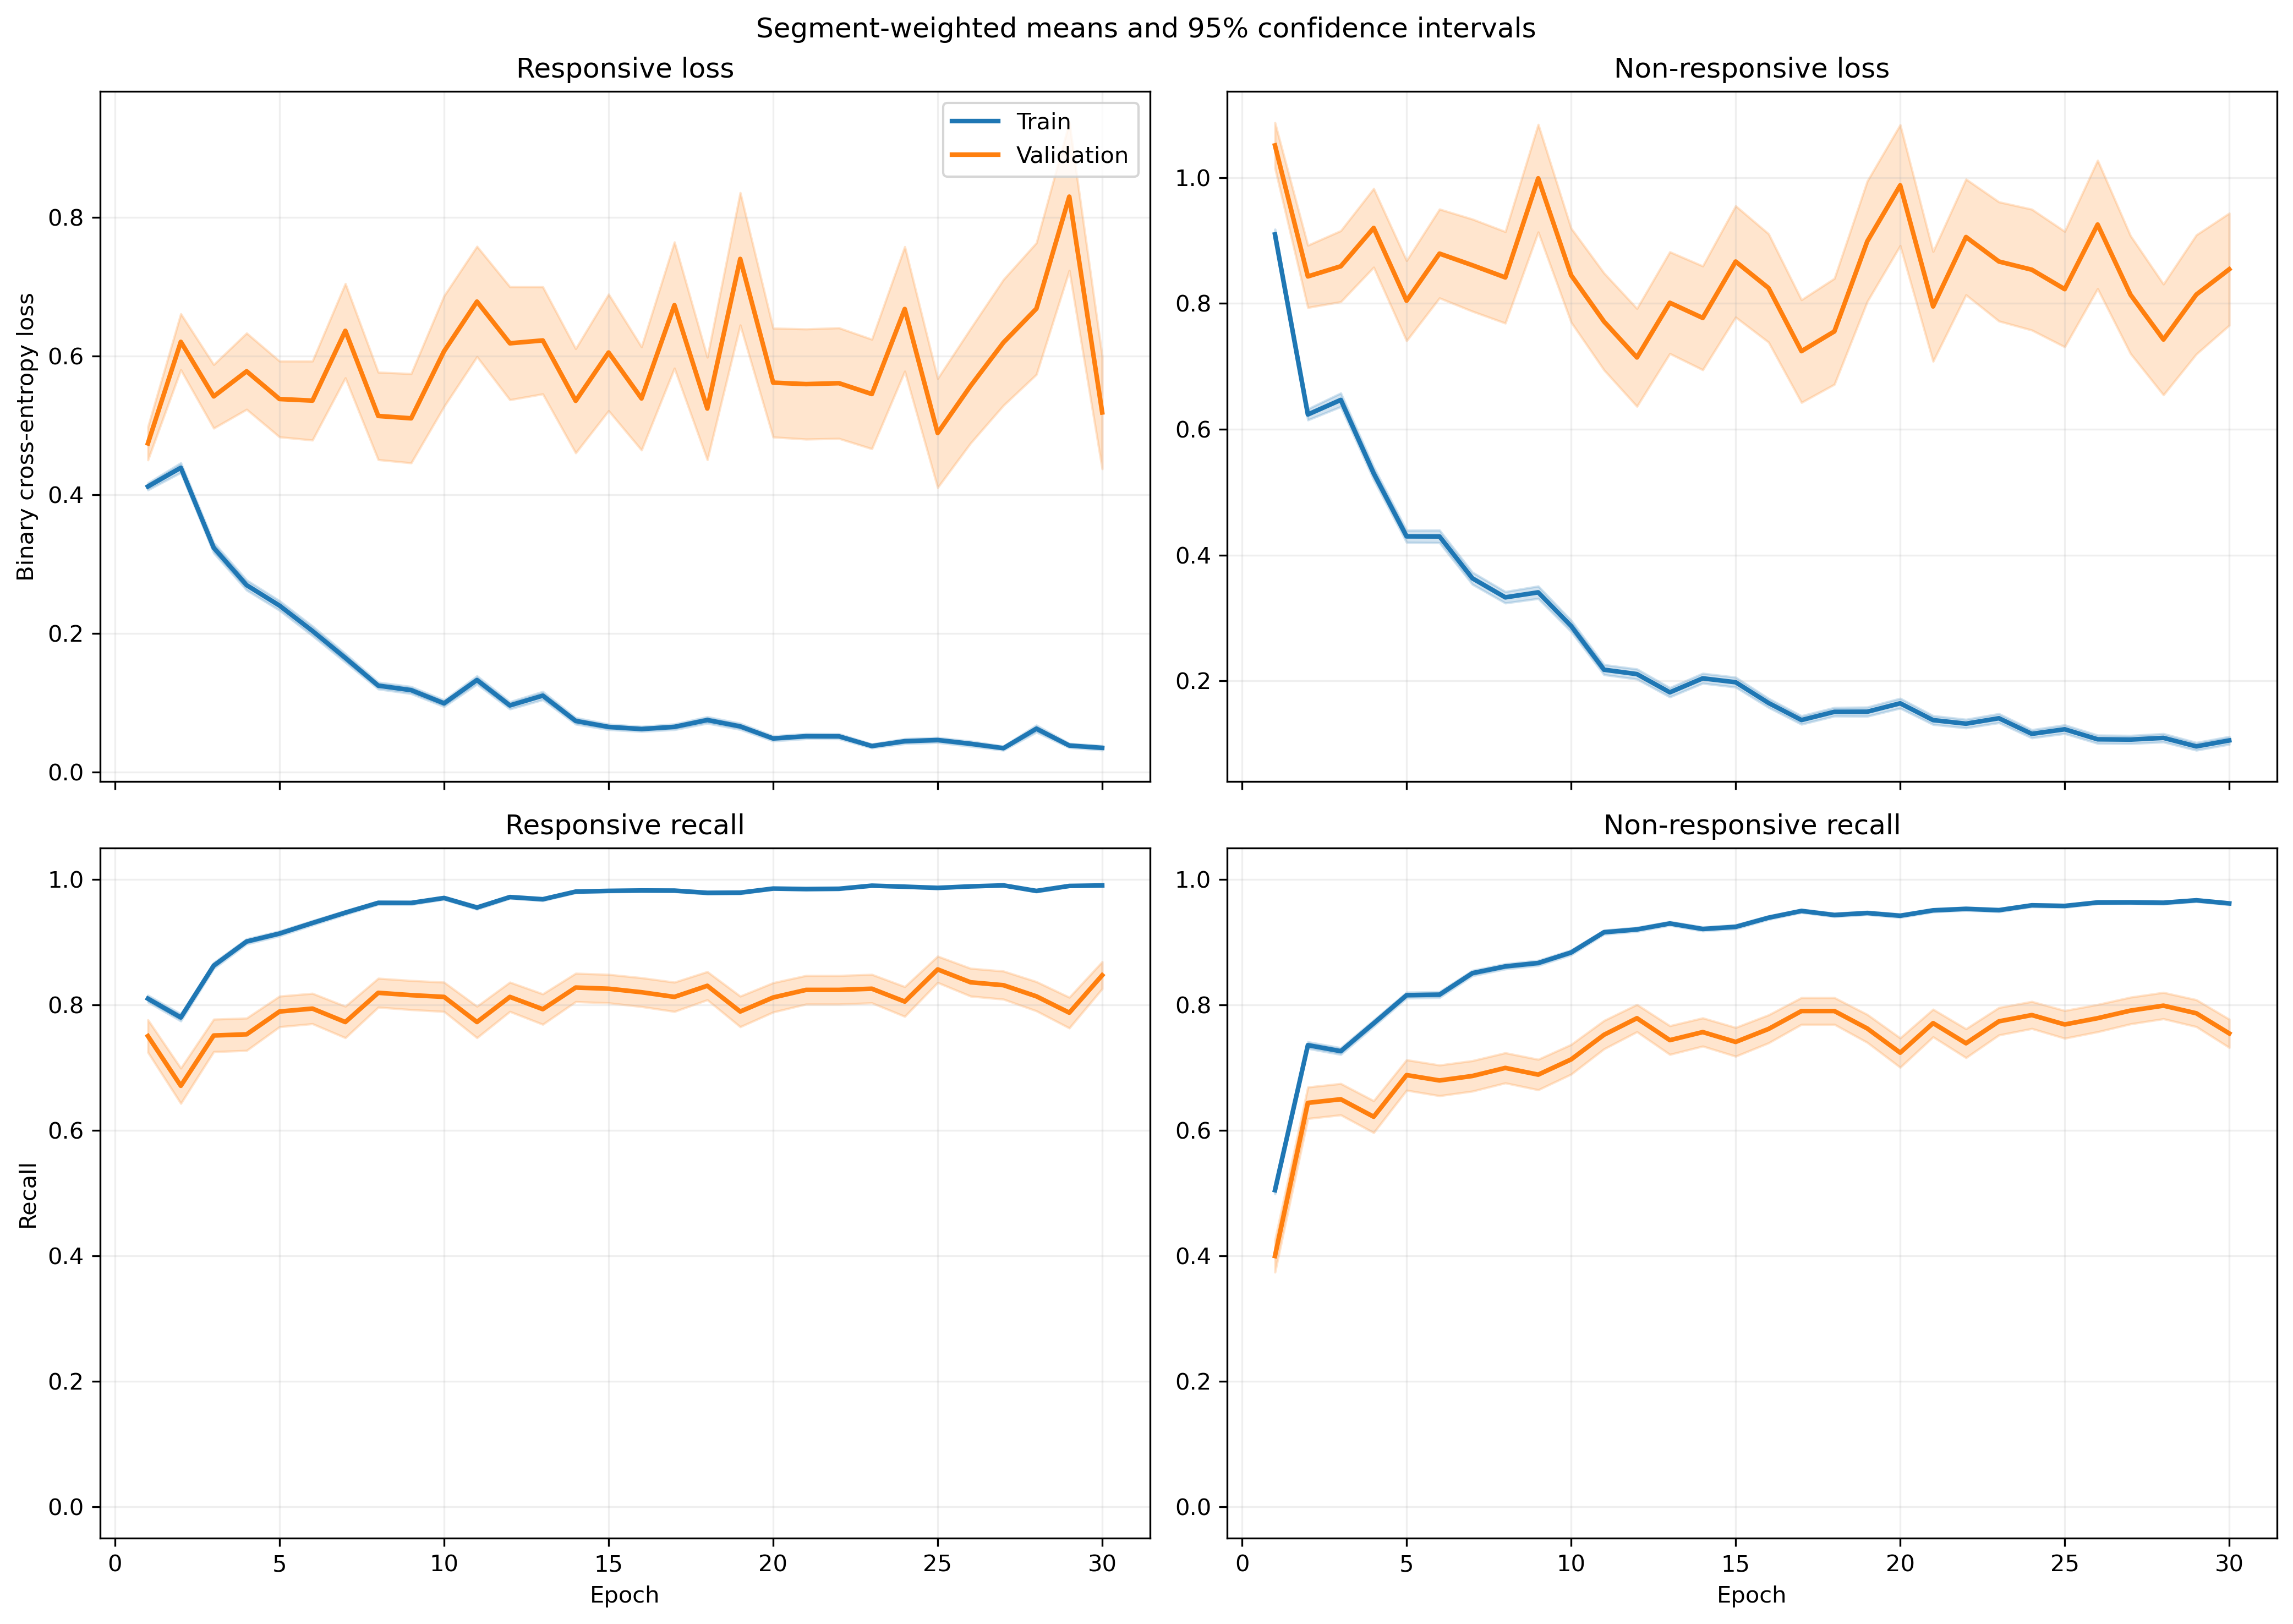 Segment-weighted means and 95% confidence intervals
Responsive loss
Non-responsive loss
Train
Validation
Binary cross-entropy loss
0.8
0.6
0.4
0.2
0.0
1.0
0.8
0.6
0.4
0.2
Responsive recall
Non-responsive recall
Recall
1.0
0.8
0.6
0.4
0.2
0.0
1.0
0.8
0.6
0.4
0.2
0.0
0 5 10 15 20 25 30
0 5 10 15 20 25 30
Epoch
Epoch